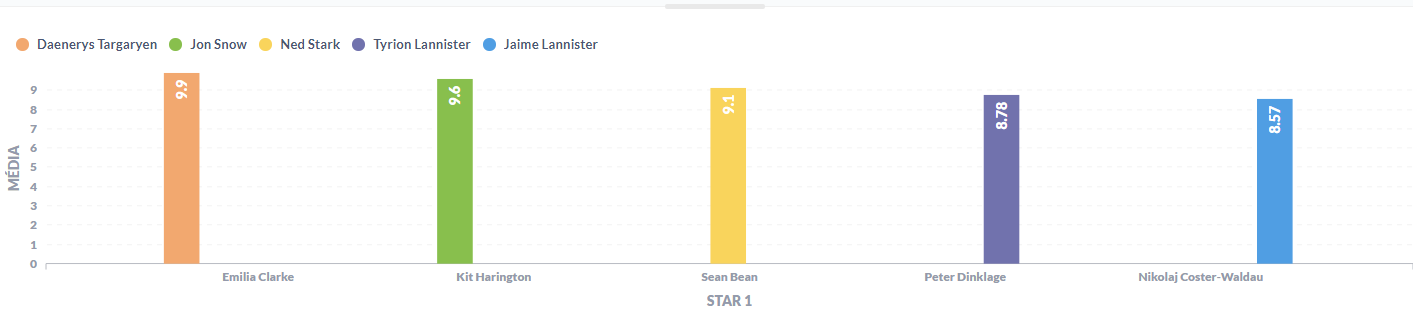 Daenerys Targaryen Jon Snow Ned Stark Tyrion Lannister Jaime Lannister
9.9 9.6 9.1 8.78 8.57
9
8
7
6
5
4
3
2
1
0
MÉDIA
Emilia Clarke Kit Harington Sean Bean Peter Dinklage Nikolaj Coster-Waldau
STAR 1